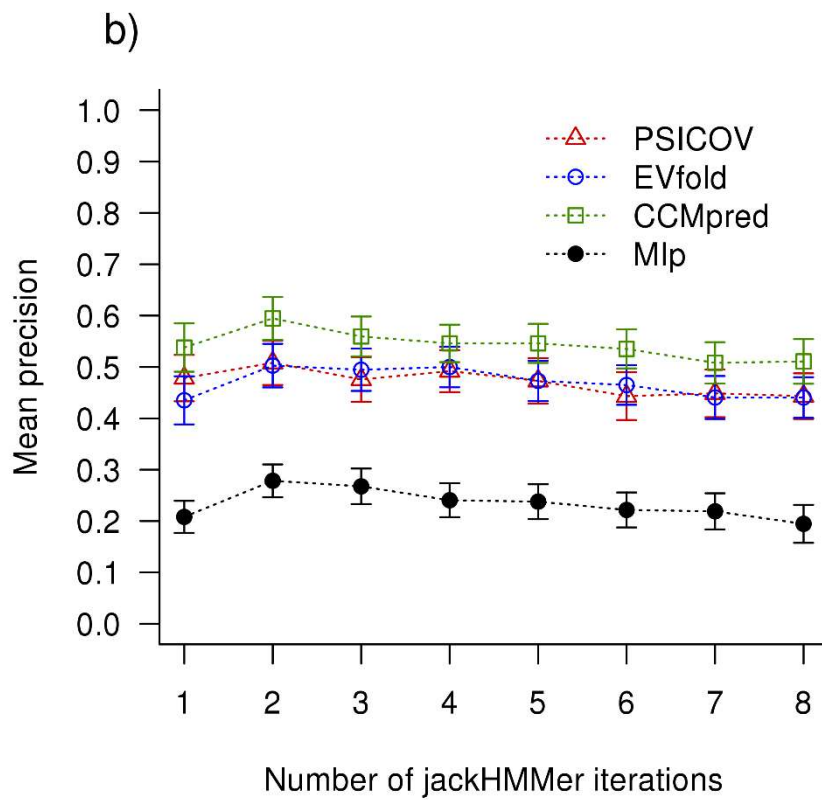 b)
1.0
0.9
0.8
0.7
0.6
0.5
0.4
0.3
0.2
0.1
0.0
Mean precision
PSICOV
EVfold
CCMpred
MIp
1 2 3 4 5 6 7 8
Number of jackHMMer iterations